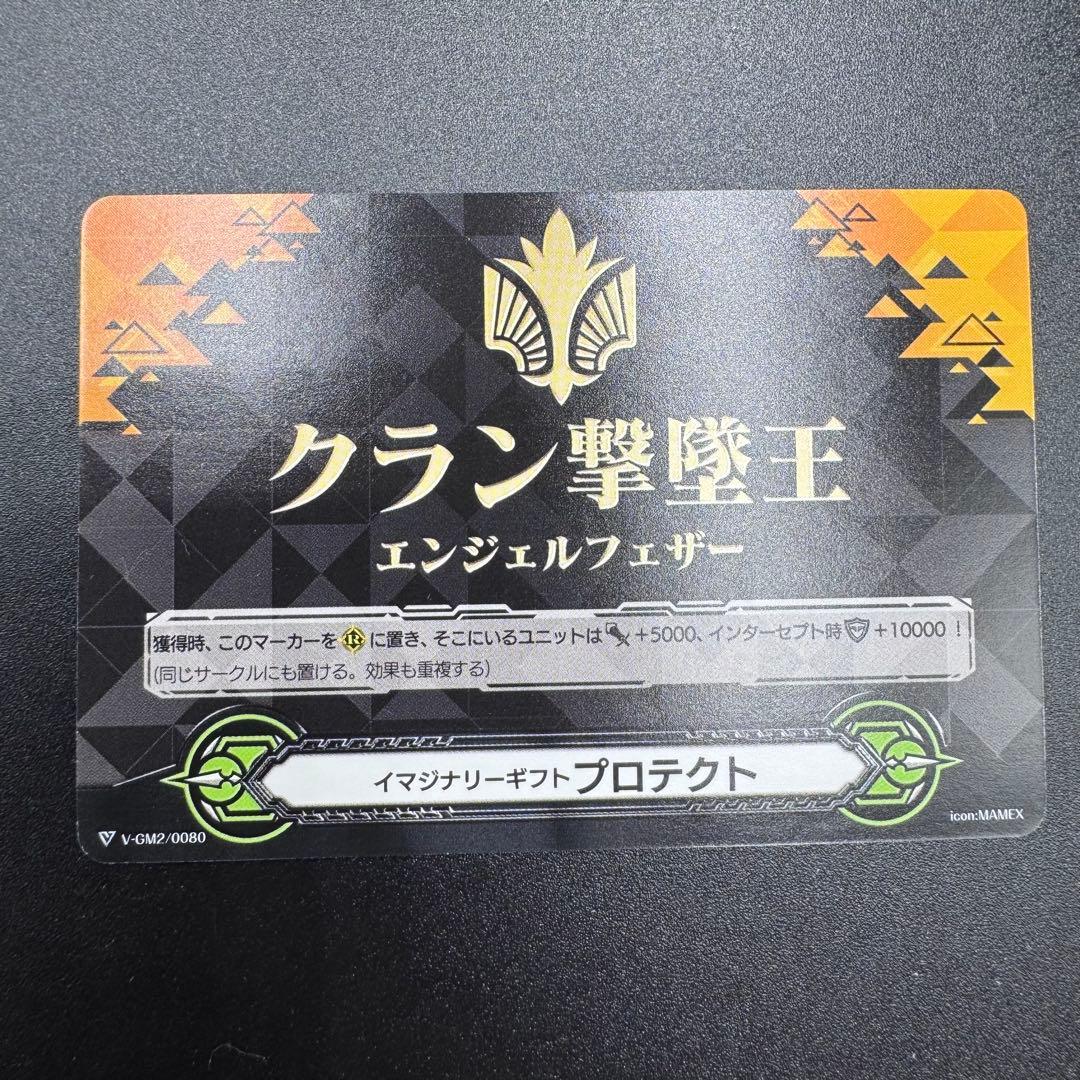 クラン撃墜王
エンジェルフェザー
獲得時、このマーカーを R に置き、そこにいるユニットは +5000、インターセプト時 +10000！
(同じサークルにも置ける。効果も重複する)
イマジナリーギフト プロテクト
V-GM2/0080
icon:MAMEX